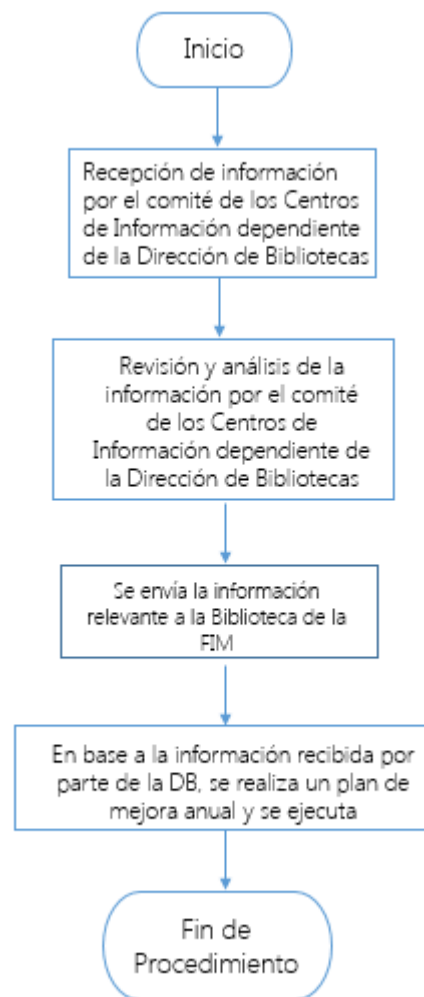 Inicio
Recepción de información
por el comité de los Centros
de Información dependiente
de la Dirección de Bibliotecas
Revisión y análisis de la
información por el comité
de los Centros de
Información dependiente de
la Dirección de Bibliotecas
Se envía la información
relevante a la Biblioteca de la
FIM
En base a la información recibida por
parte de la DB, se realiza un plan de
mejora anual y se ejecuta
Fin de
Procedimiento